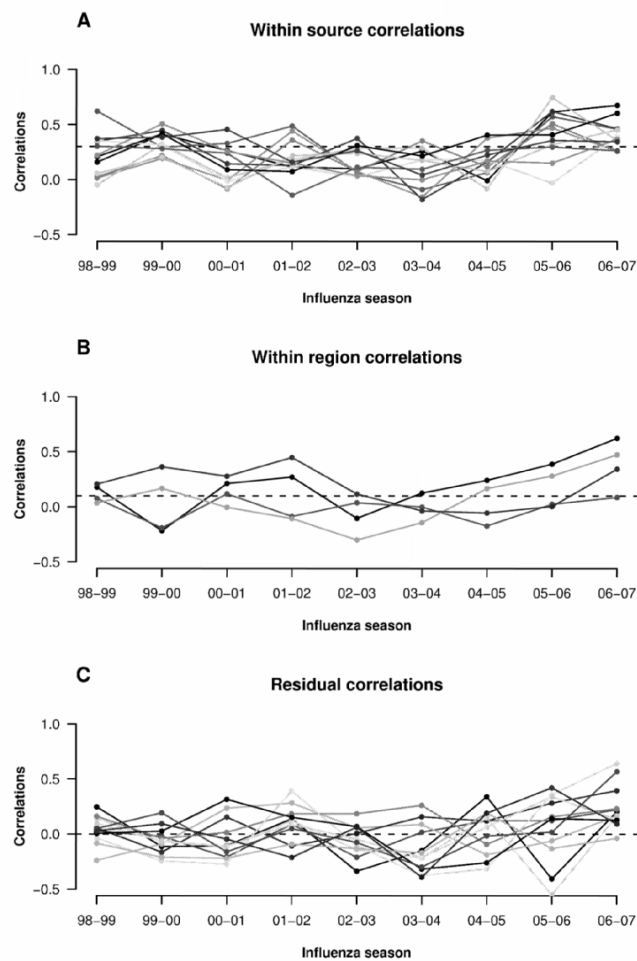 A
Within source correlations
1.0
0.5
0.0
−0.5
Correlations
98−99 99−00 00−01 01−02 02−03 03−04 04−05 05−06 06−07
Influenza season
B
Within region correlations
1.0
0.5
0.0
−0.5
Correlations
98−99 99−00 00−01 01−02 02−03 03−04 04−05 05−06 06−07
Influenza season
C
Residual correlations
1.0
0.5
0.0
−0.5
Correlations
98−99 99−00 00−01 01−02 02−03 03−04 04−05 05−06 06−07
Influenza season